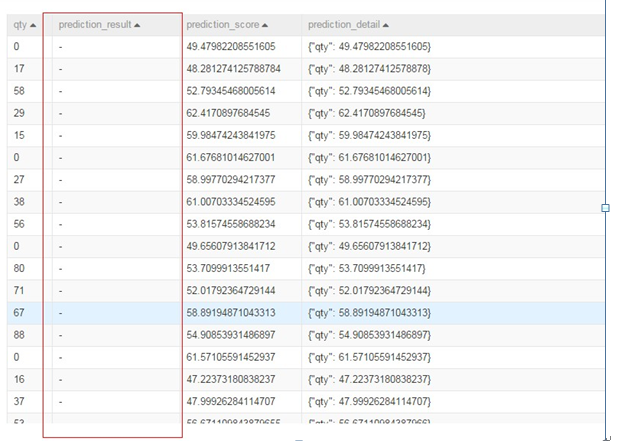 qty prediction_result prediction_score prediction_detail
0 - 49.47982208551605 {"qty": 49.47982208551605}
17 - 48.281274125788784 {"qty": 48.28127412578878}
58 - 52.79345468005614 {"qty": 52.79345468005614}
29 - 62.4170897684545 {"qty": 62.4170897684545}
15 - 59.98474243841975 {"qty": 59.98474243841975}
0 - 61.67681014627001 {"qty": 61.67681014627001}
27 - 58.99770294217377 {"qty": 58.99770294217377}
38 - 61.00703334524595 {"qty": 61.00703334524595}
56 - 53.81574558688234 {"qty": 53.81574558688234}
0 - 49.65607913841712 {"qty": 49.65607913841712}
80 - 53.7099913551417 {"qty": 53.7099913551417}
71 - 52.01792364729144 {"qty": 52.01792364729144}
67 - 58.89194871043313 {"qty": 58.89194871043313}
88 - 54.90853931486897 {"qty": 54.90853931486897}
0 - 61.57105591452937 {"qty": 61.57105591452937}
16 - 47.22373180838237 {"qty": 47.22373180838237}
37 - 47.99926284114707 {"qty": 47.99926284114707}